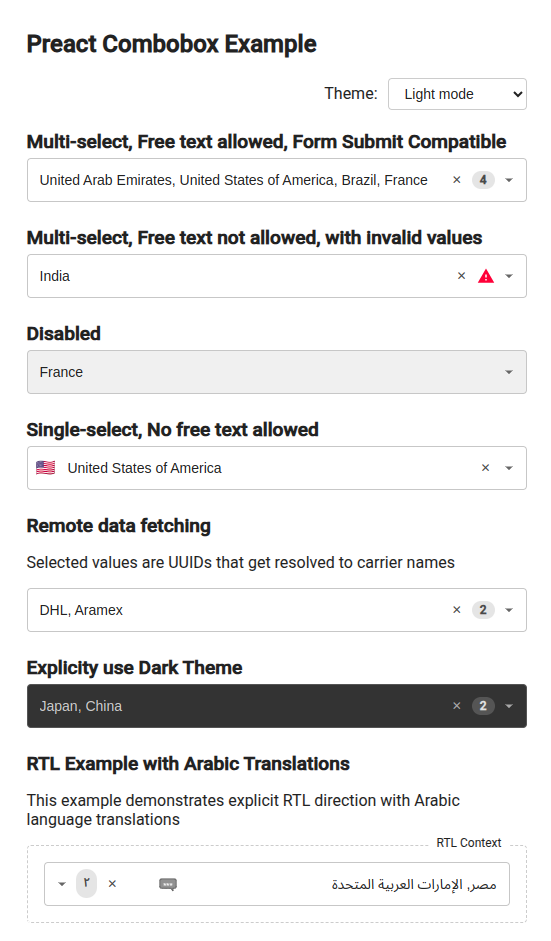 Preact Combobox Example
Theme: Light mode
Multi-select, Free text allowed, Form Submit Compatible
United Arab Emirates, United States of America, Brazil, France × 4
Multi-select, Free text not allowed, with invalid values
India ×
Disabled
France
Single-select, No free text allowed
United States of America ×
Remote data fetching
Selected values are UUIDs that get resolved to carrier names
DHL, Aramex × 2
Explicity use Dark Theme
Japan, China × 2
RTL Example with Arabic Translations
This example demonstrates explicit RTL direction with Arabic
language translations
RTL Context
مصر, الإمارات العربية المتحدة × ٢